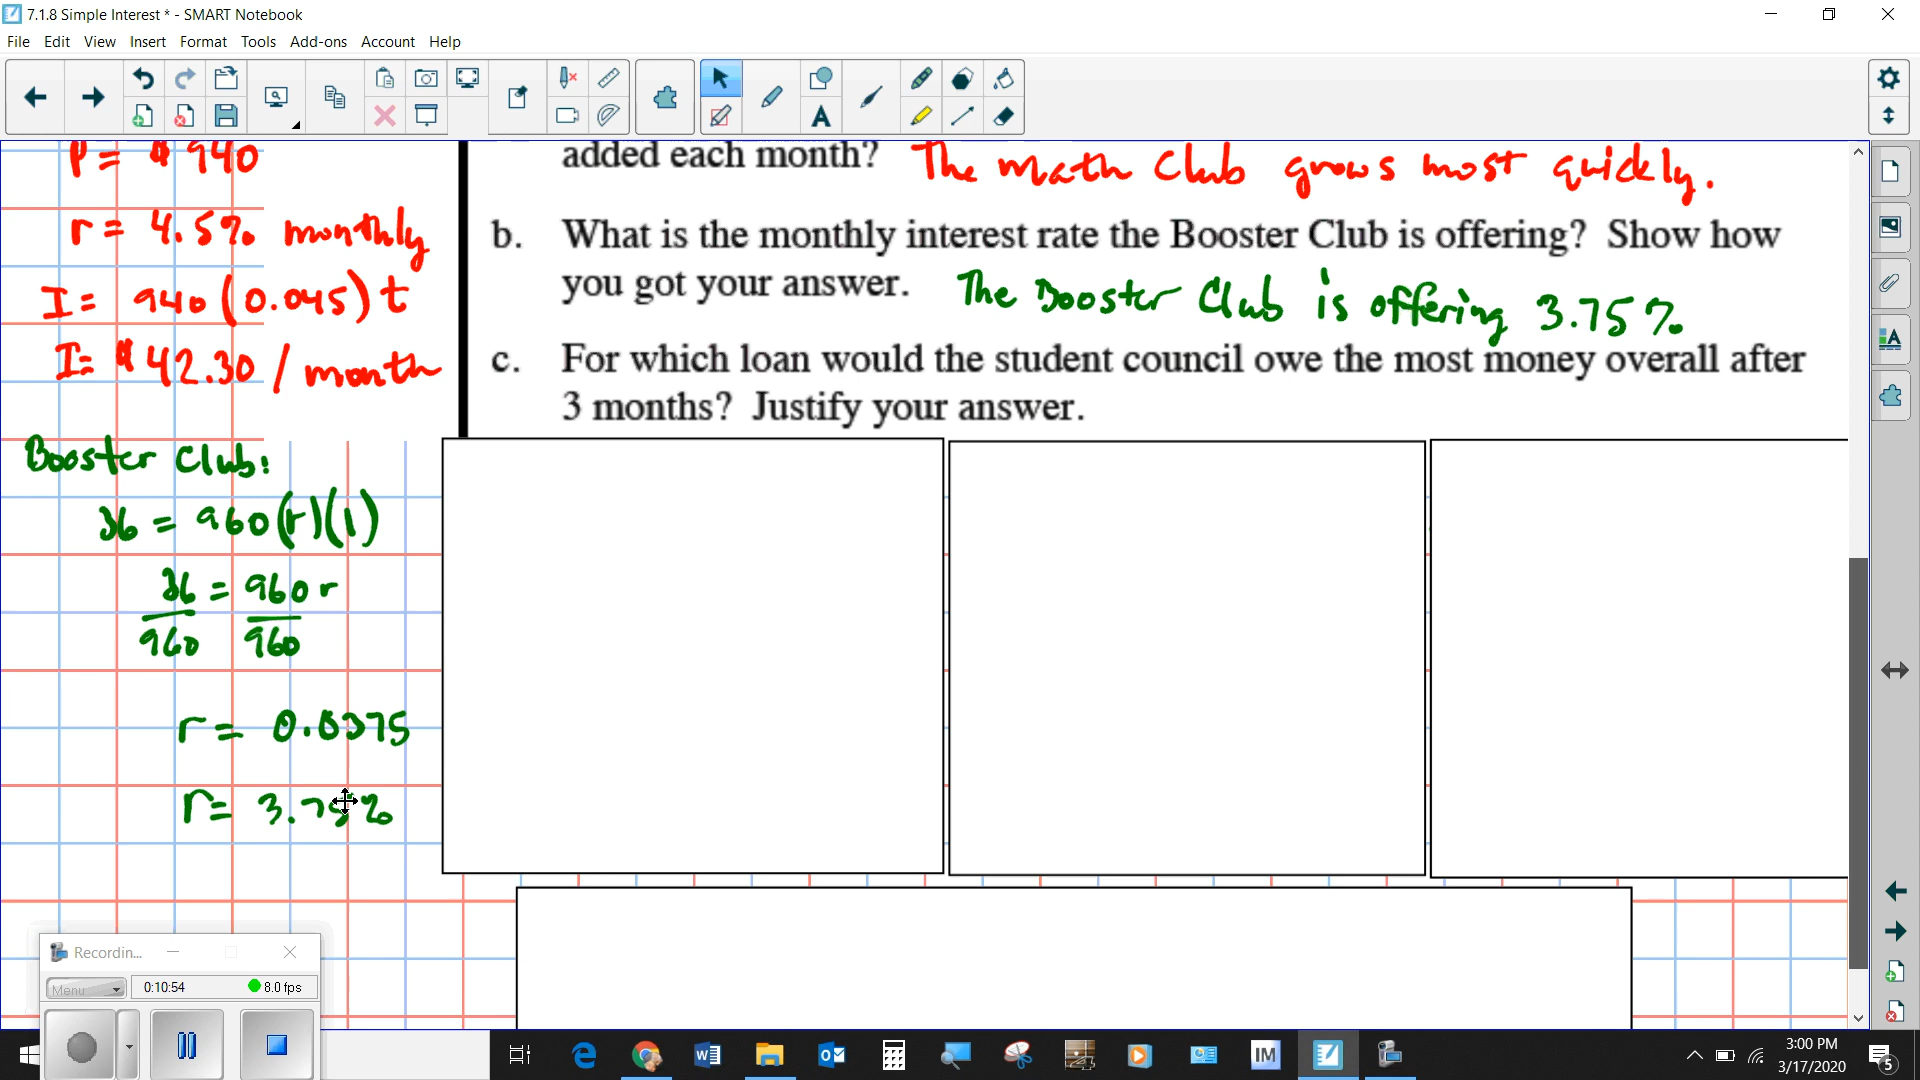 7.1.8 Simple Interest * - SMART Notebook
File Edit View Insert Format Tools Add-ons Account Help
P = $ 940
r = 4.5% monthly
I = 940(0.045)t
I = $42.30 / month
added each month? The Math Club grows most quickly.
b. What is the monthly interest rate the Booster Club is offering? Show how
you got your answer. The Booster Club is offering 3.75%
c. For which loan would the student council owe the most money overall after
3 months? Justify your answer.
Booster Club:
36 = 960(r)(1)
36 = 960r
960 960
r = 0.0375
r = 3.75%
Recordin...
Menu 0:10:54 8.0 fps
IM
3:00 PM
3/17/2020
5